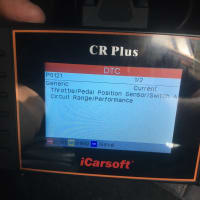 CR Plus
DTC
P0121 1/2
Generic Current
Throttle/Pedal Position Sensor/Switch A
Circuit Range/Performance
iCarsoft